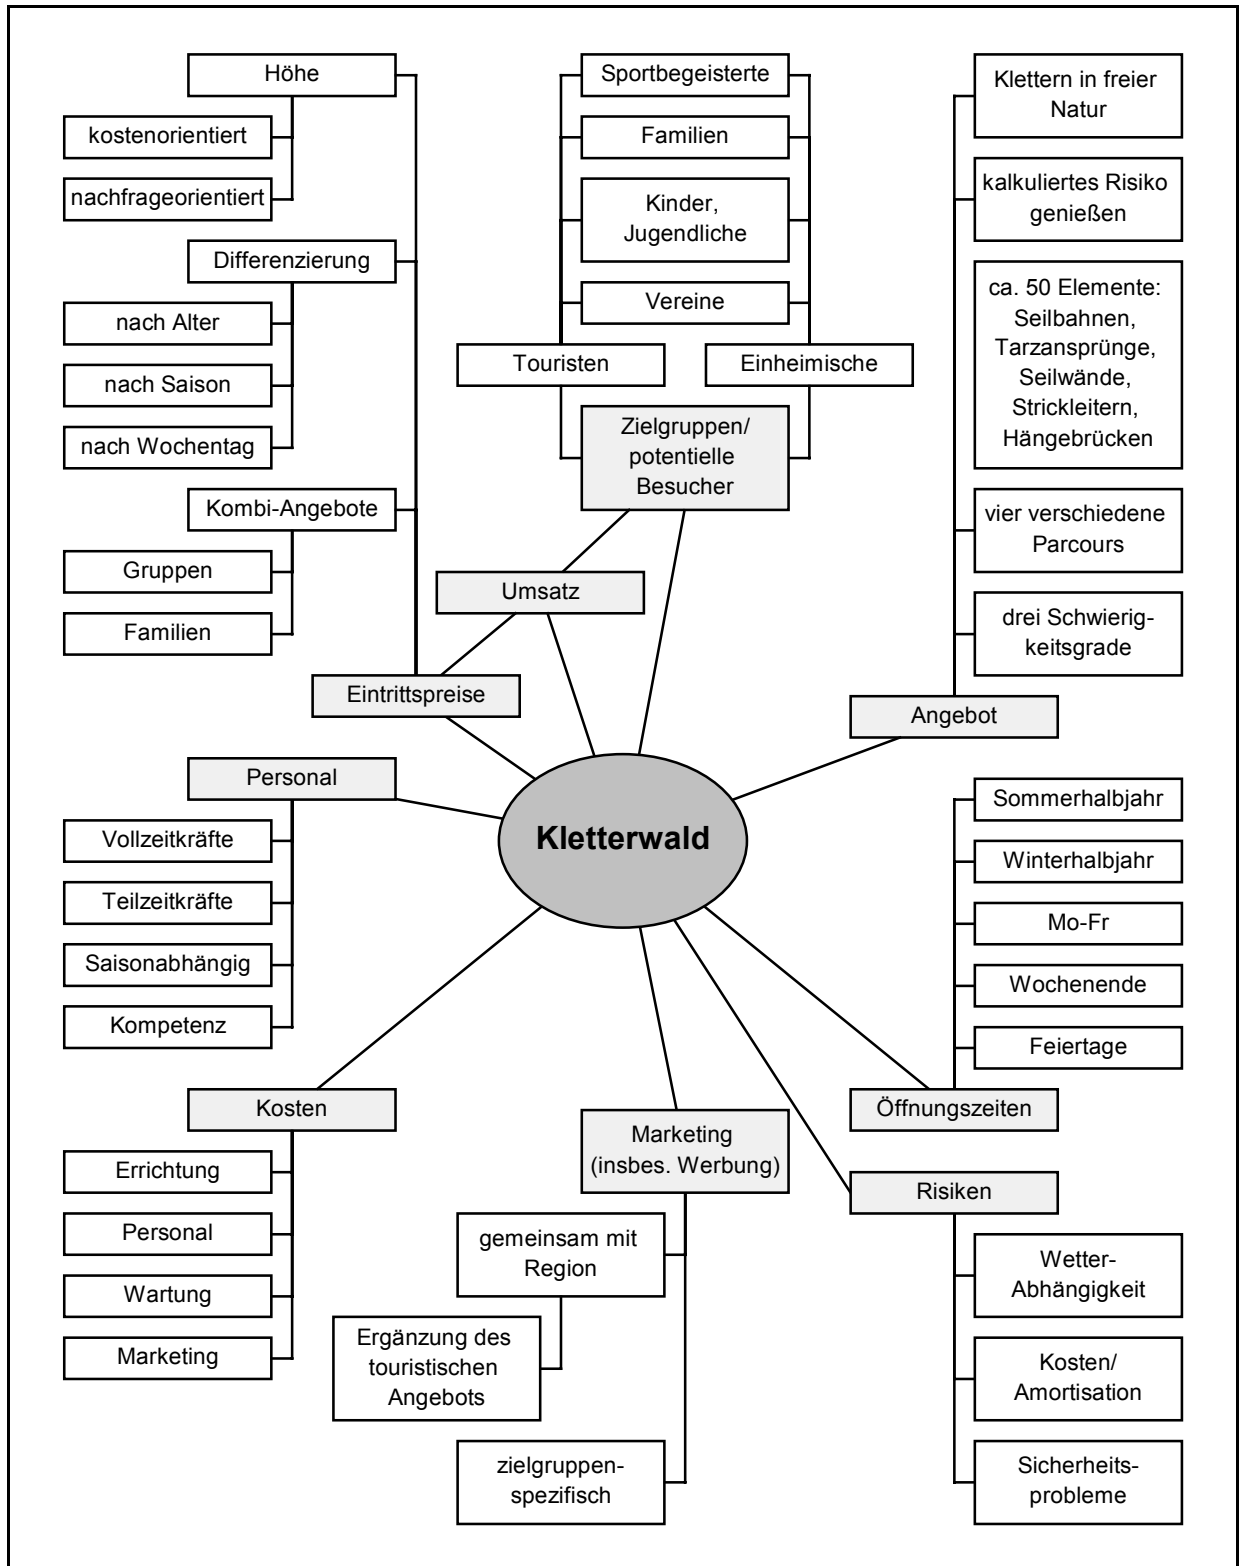 Höhe
kostenorientiert
nachfrageorientiert
Differenzierung
nach Alter
nach Saison
nach Wochentag
Kombi-Angebote
Gruppen
Familien
Eintrittspreise
Umsatz
Sportbegeisterte
Familien
Kinder,
Jugendliche
Vereine
Touristen
Einheimische
Zielgruppen/
potentielle
Besucher
Klettern in freier
Natur
kalkuliertes Risiko
genießen
ca. 50 Elemente:
Seilbahnen,
Tarzansprünge,
Seilwände,
Strickleitern,
Hängebrücken
vier verschiedene
Parcours
drei Schwierig-
keitsgrade
Angebot
Kletterwald
Personal
Vollzeitkräfte
Teilzeitkräfte
Saisonabhängig
Kompetenz
Kosten
Errichtung
Personal
Wartung
Marketing
Marketing
(insbes. Werbung)
gemeinsam mit
Region
Ergänzung des
touristischen
Angebots
zielgruppen-
spezifisch
Sommerhalbjahr
Winterhalbjahr
Mo-Fr
Wochenende
Feiertage
Öffnungszeiten
Risiken
Wetter-
Abhängigkeit
Kosten/
Amortisation
Sicherheits-
probleme